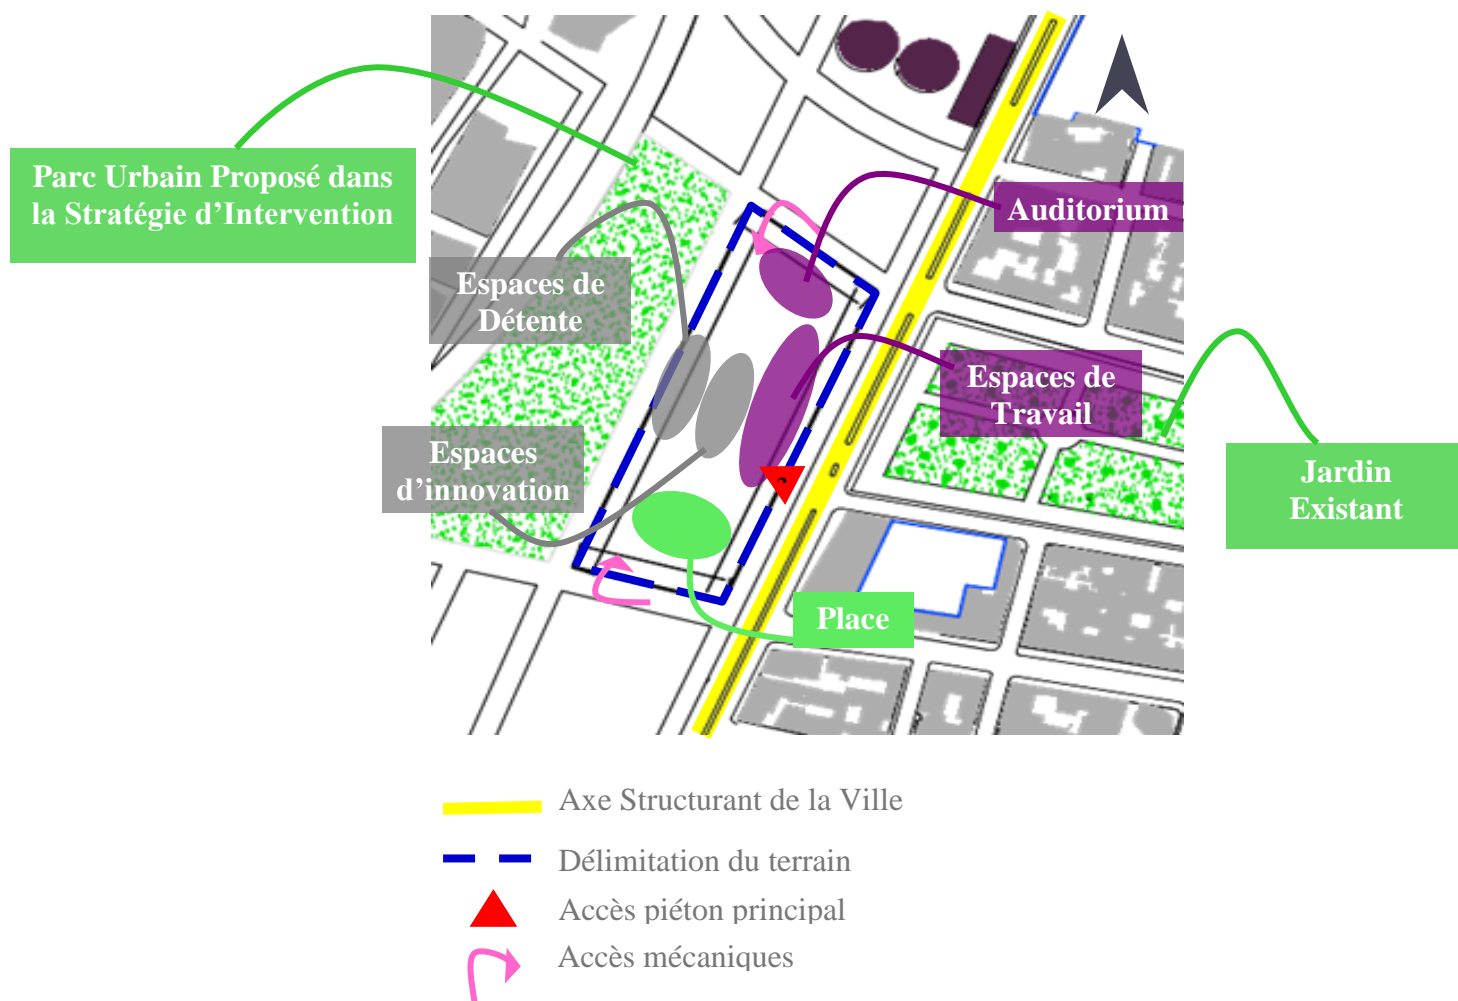 Parc Urbain Proposé dans
la Stratégie d’Intervention
Auditorium
Espaces de
Détente
Espaces de
Travail
Espaces
d’innovation
Jardin
Existant
Place
Axe Structurant de la Ville
Délimitation du terrain
Accès piéton principal
Accès mécaniques